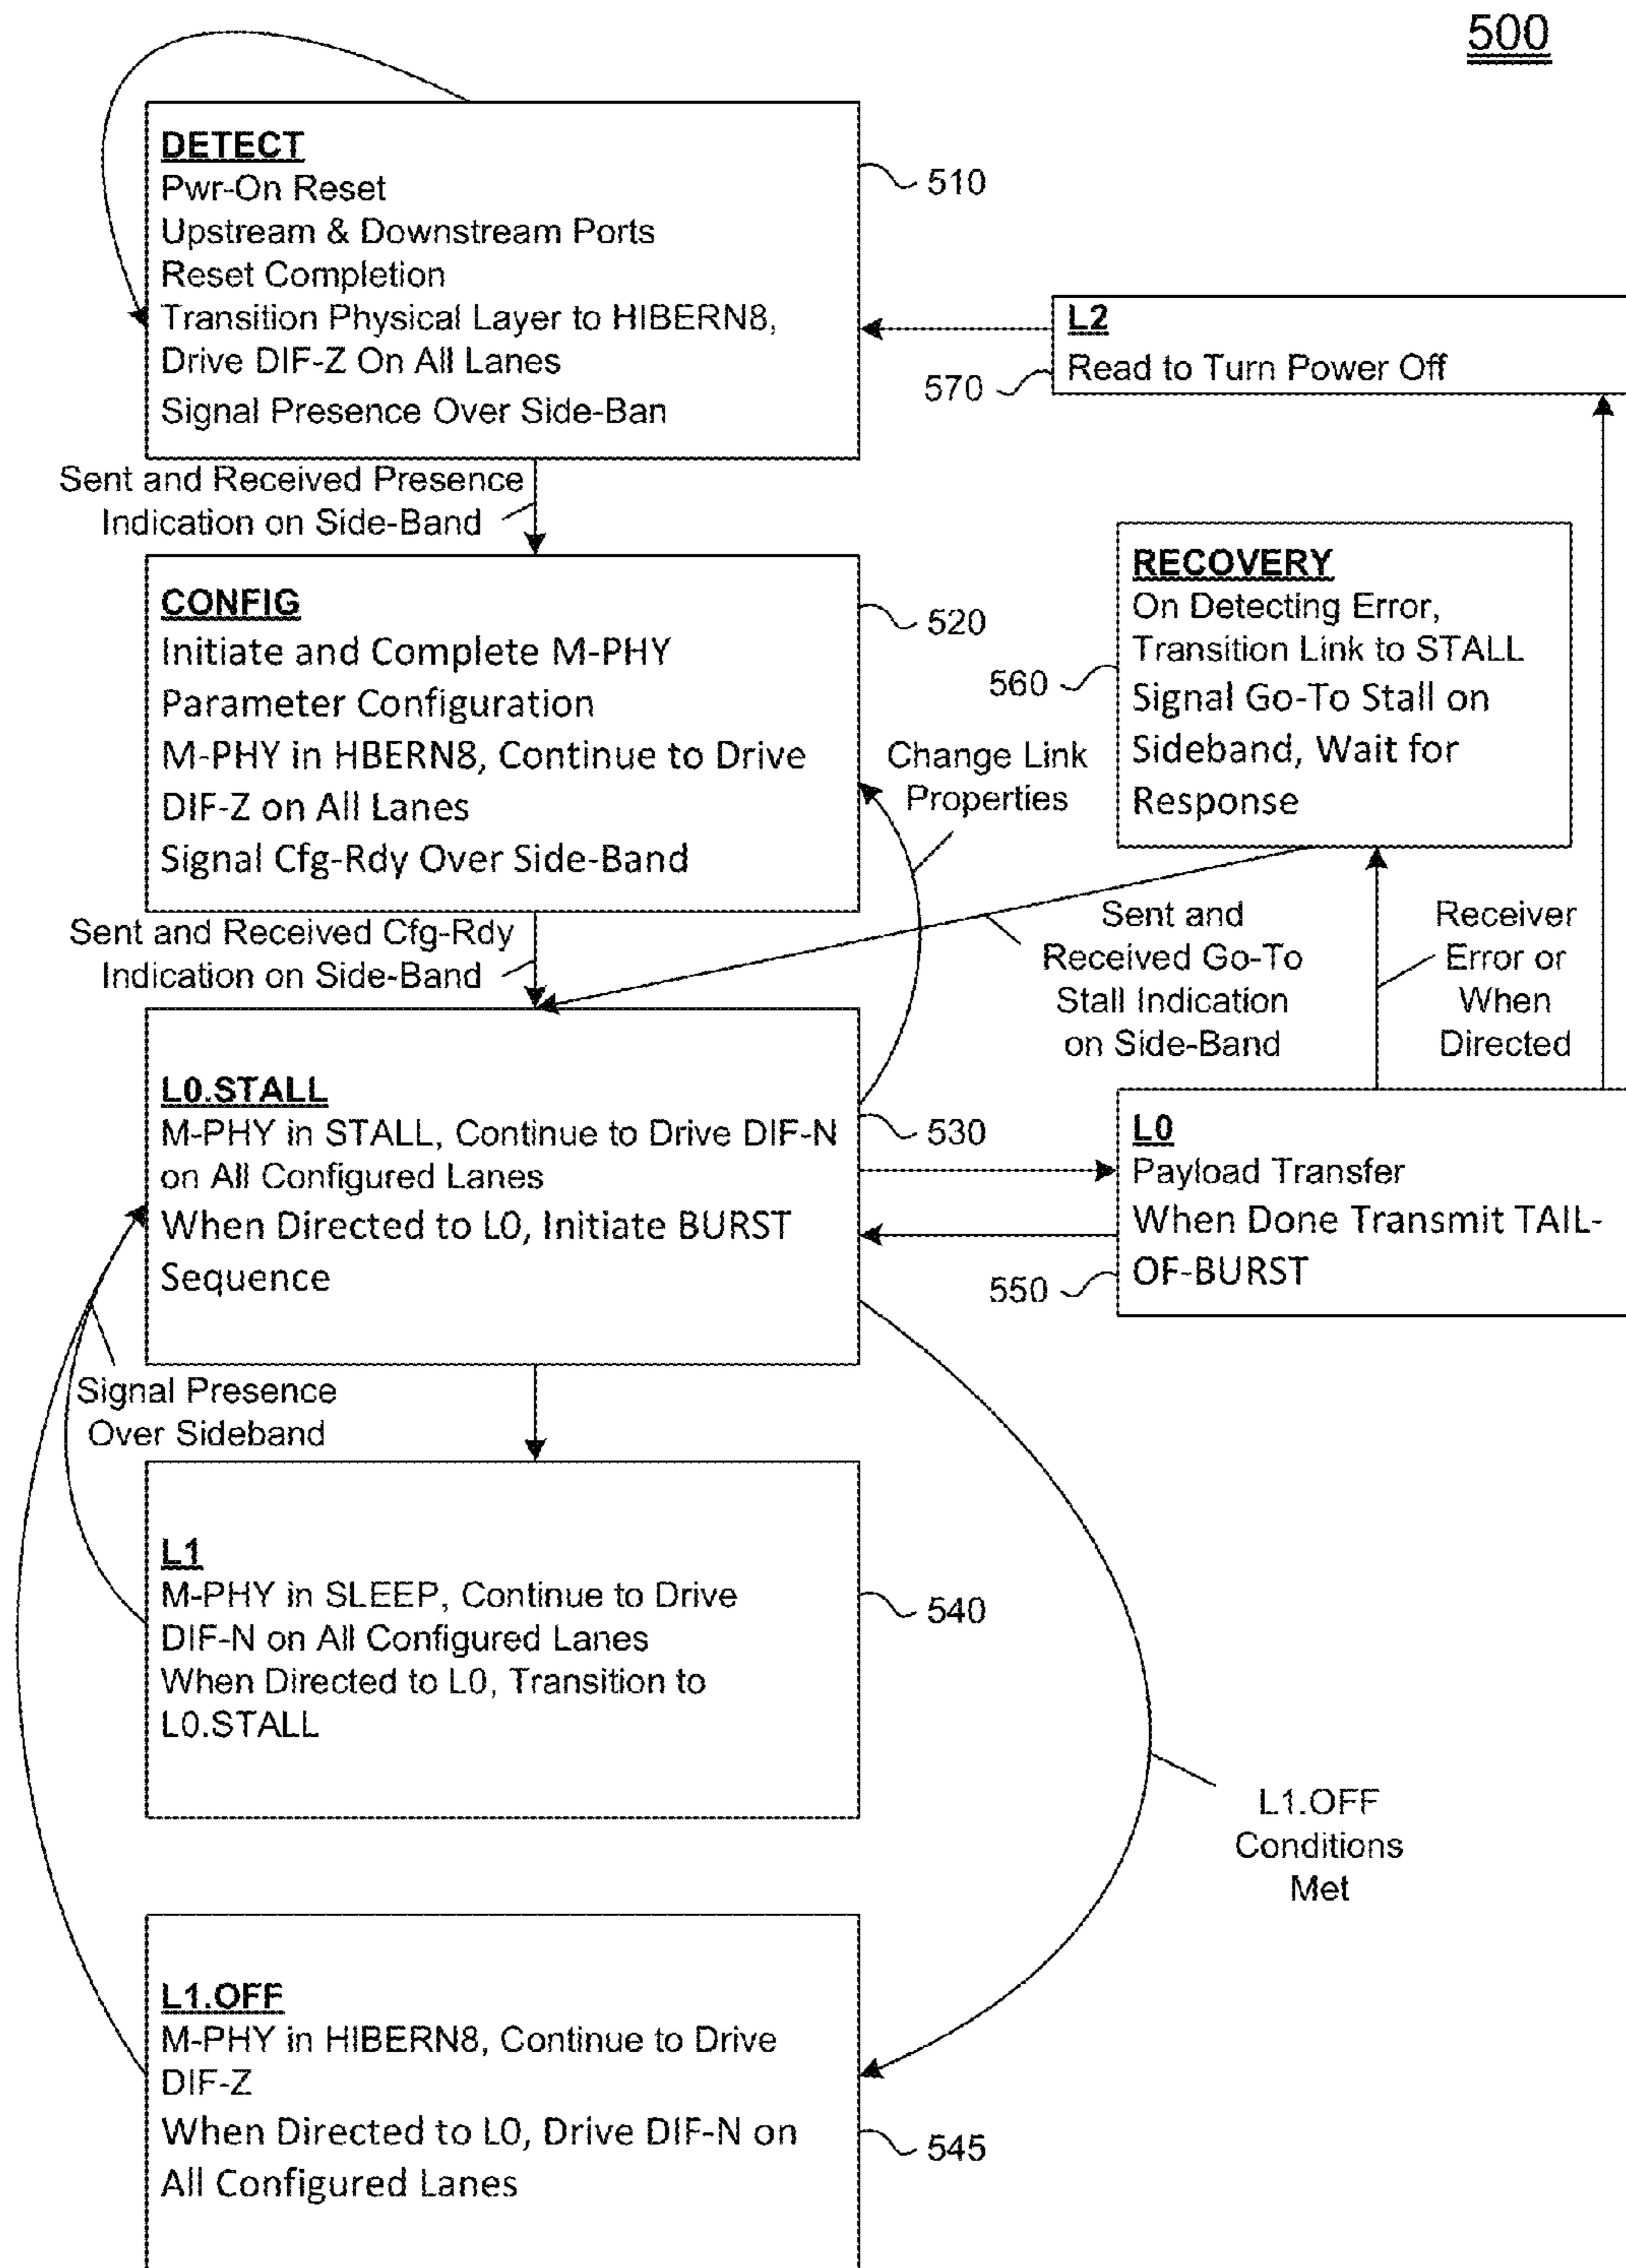 500
DETECT
Pwr-On Reset
Upstream & Downstream Ports
Reset Completion
Transition Physical Layer to HIBERN8,
Drive DIF-Z On All Lanes
Signal Presence Over Side-Ban
510
L2
Read to Turn Power Off
570
Sent and Received Presence
Indication on Side-Band
CONFIG
Initiate and Complete M-PHY
Parameter Configuration
M-PHY in HBERN8, Continue to Drive
DIF-Z on All Lanes
Signal Cfg-Rdy Over Side-Band
520
RECOVERY
On Detecting Error,
Transition Link to STALL
Signal Go-To Stall on
Sideband, Wait for
Response
560
Change Link
Properties
Sent and Received Cfg-Rdy
Indication on Side-Band
Sent and
Received Go-To
Stall Indication
on Side-Band
Receiver
Error or
When
Directed
L0.STALL
M-PHY in STALL, Continue to Drive DIF-N
on All Configured Lanes
When Directed to L0, Initiate BURST
Sequence
530
L0
Payload Transfer
When Done Transmit TAIL-
OF-BURST
550
Signal Presence
Over Sideband
L1
M-PHY in SLEEP, Continue to Drive
DIF-N on All Configured Lanes
When Directed to L0, Transition to
L0.STALL
540
L1.OFF
Conditions
Met
L1.OFF
M-PHY in HIBERN8, Continue to Drive
DIF-Z
When Directed to L0, Drive DIF-N on
All Configured Lanes
545